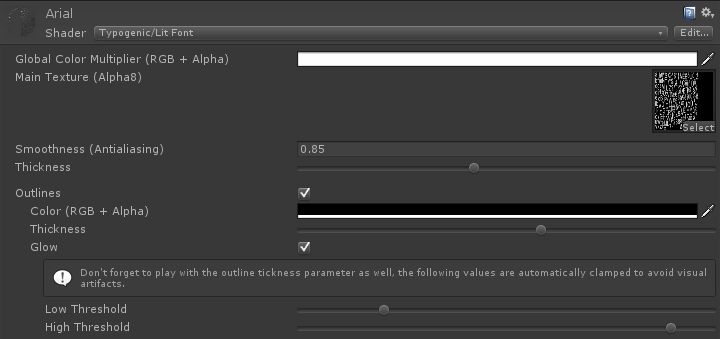 Arial
Shader Typogenic/Lit Font Edit...
Global Color Multiplier (RGB + Alpha)
Main Texture (Alpha8)
Select
Smoothness (Antialiasing) 0.85
Thickness
Outlines
Color (RGB + Alpha)
Thickness
Glow
Don't forget to play with the outline tickness parameter as well, the following values are automatically clamped to avoid visual
artifacts.
Low Threshold
High Threshold